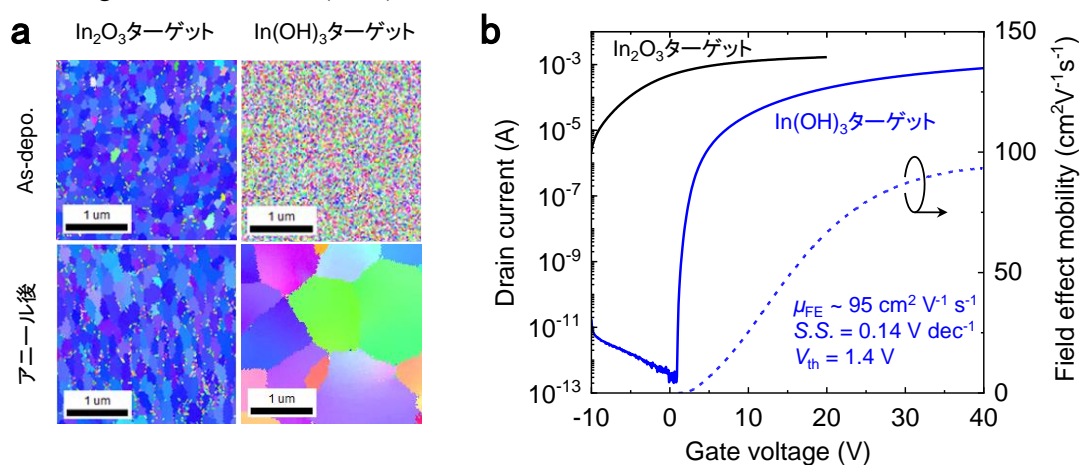 a
In₂O₃ターゲット In(OH)₃ターゲット
As-depo.
アニール後
1 um
1 um
1 um
1 um
b
In₂O₃ターゲット
In(OH)₃ターゲット
μFE ~ 95 cm² V⁻¹ s⁻¹
S.S. = 0.14 V dec⁻¹
Vth = 1.4 V
Drain current (A)
10⁻³
10⁻⁵
10⁻⁷
10⁻⁹
10⁻¹¹
10⁻¹³
-10 0 10 20 30 40
Gate voltage (V)
150
100
50
0
Field effect mobility (cm²V⁻¹s⁻¹)